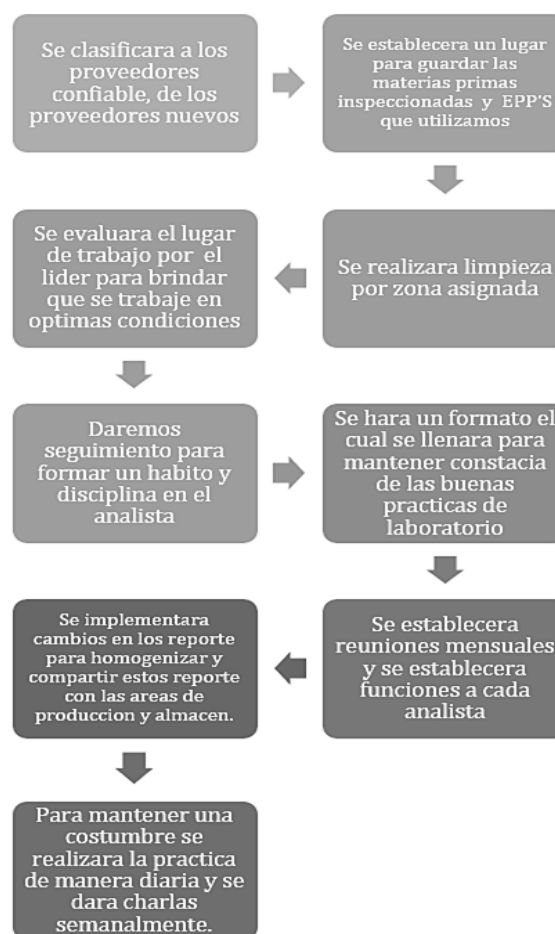 Se clasificara a los
proveedores
confiable, de los
proveedores nuevos
Se establecera un lugar
para guardar las
materias primas
inspeccionadas y EPP'S
que utilizamos
Se realizara limpieza
por zona asignada
Se evaluara el lugar
de trabajo por el
lider para brindar
que se trabaje en
optimas condiciones
Daremos
seguimiento para
formar un habito y
disciplina en el
analista
Se hara un formato el
cual se llenara para
mantener constacia
de las buenas
practicas de
laboratorio
Se establecera
reuniones mensuales
y se establecera
funciones a cada
analista
Se implementara
cambios en los reporte
para homogenizar y
compartir estos reporte
con las areas de
produccion y almacen.
Para mantener una
costumbre se
realizara la practica
de manera diaria y se
dara charlas
semanalmente.